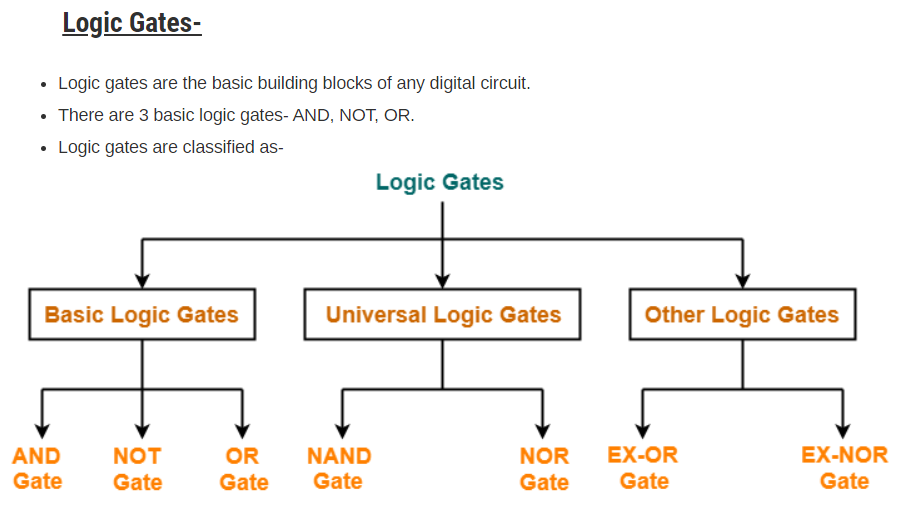 Logic Gates-
Logic gates are the basic building blocks of any digital circuit.
There are 3 basic logic gates- AND, NOT, OR.
Logic gates are classified as-
Logic Gates
Basic Logic Gates
Universal Logic Gates
Other Logic Gates
AND
Gate
NOT
Gate
OR
Gate
NAND
Gate
NOR
Gate
EX-OR
Gate
EX-NOR
Gate